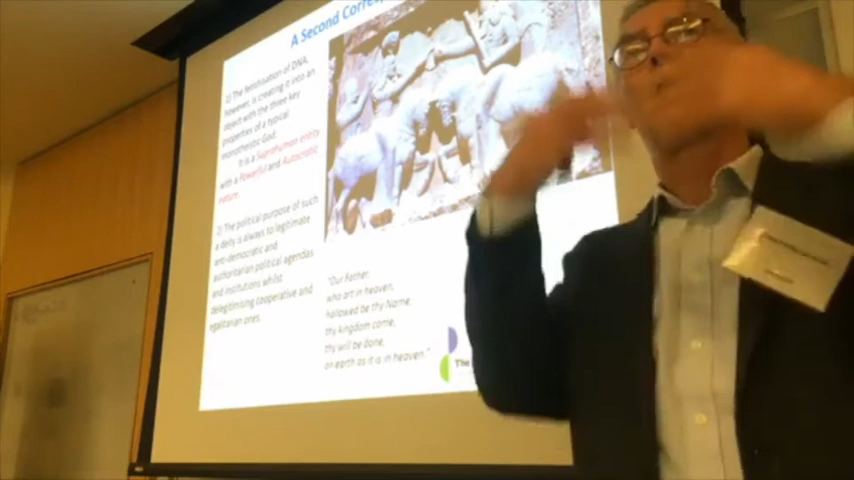 A Second Corres
1) The fetishisation of DNA,
however, is creating it into an
object with the three key
properties of a typical
monotheistic God.
It is a Suprahuman entity
with a Powerful and Autocratic
nature.
2) The political purpose of such
a deity is always to legitimate
anti-democratic and
authoritarian political agendas
and institutions whilst
delegitimising cooperative and
egalitarian ones.
"Our Father,
who art in heaven,
hallowed be thy Name,
thy kingdom come,
thy will be done,
on earth as it is in heaven."
The